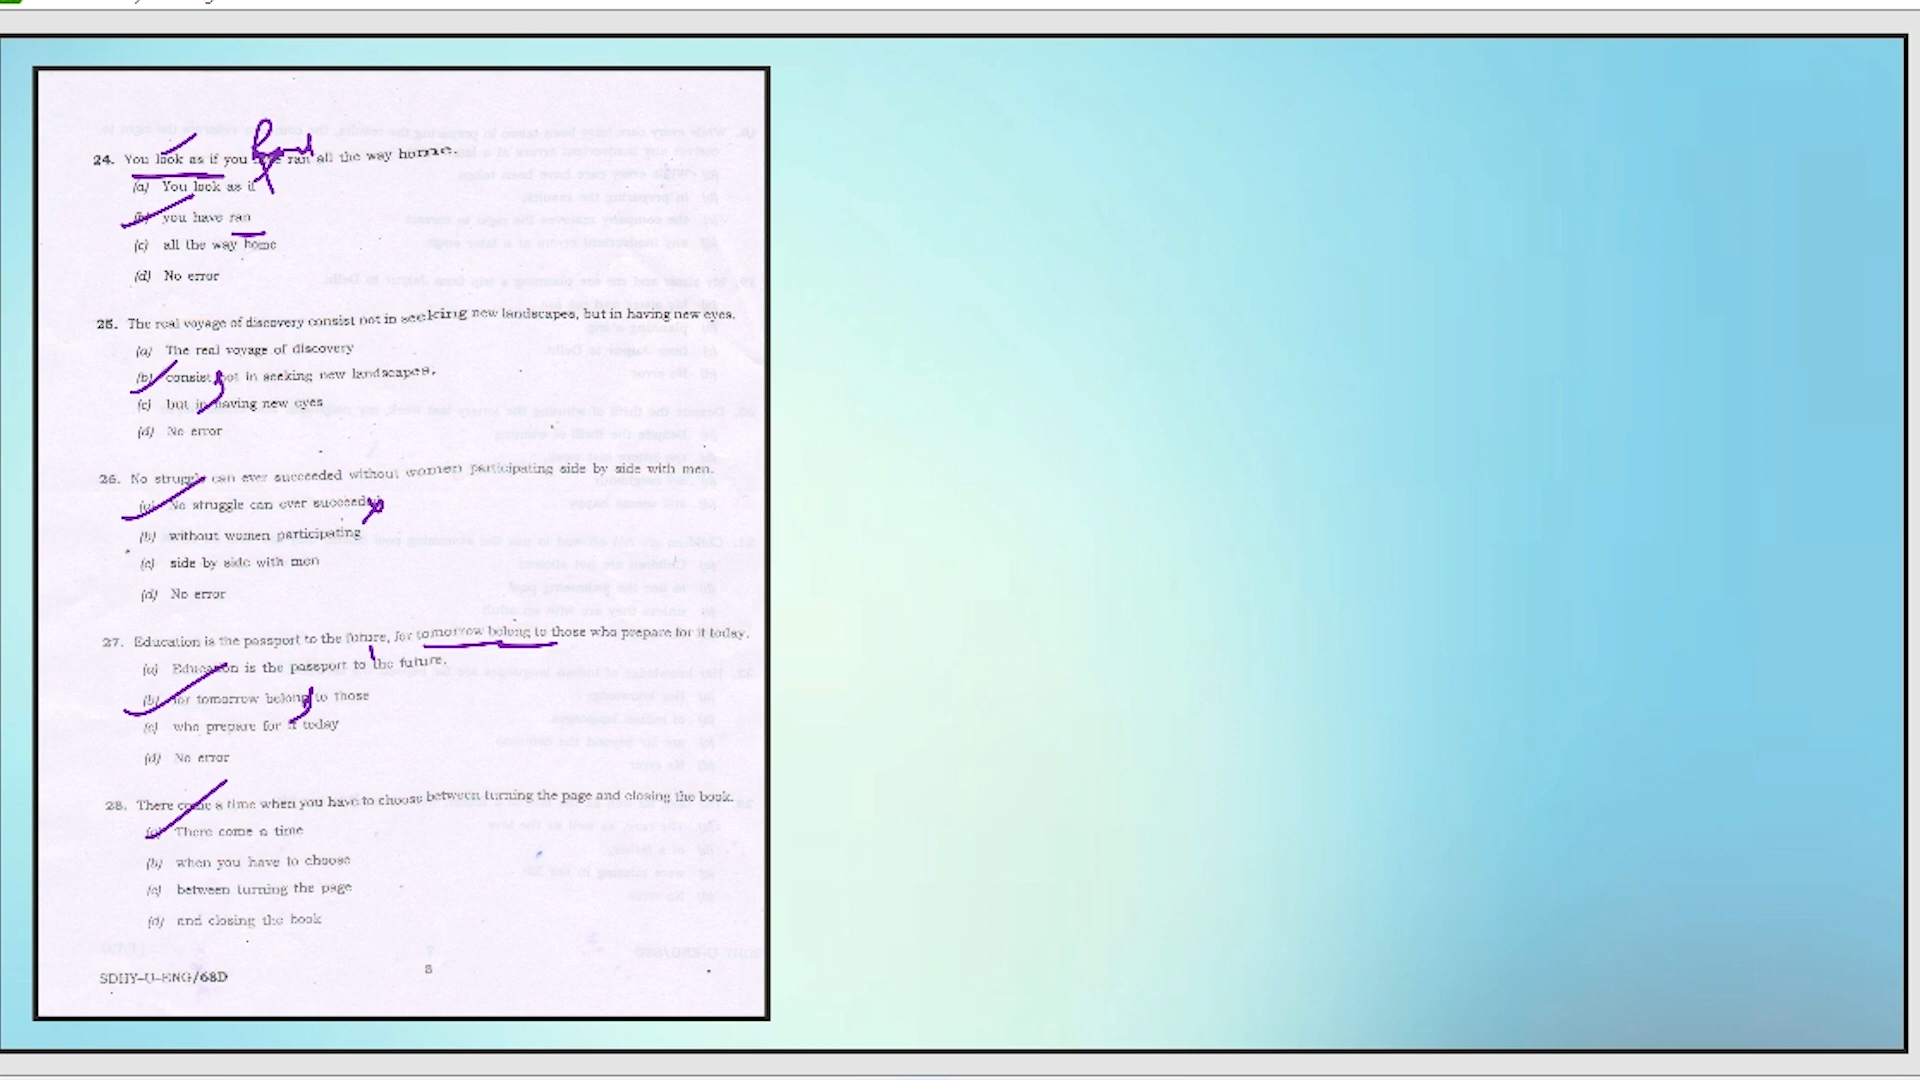 24. You look as if you ran all the way home.
(a) You look as if
(b) you have ran
(c) all the way home
(d) No error
25. The real voyage of discovery consist not in seeking new landscapes, but in having new eyes.
(a) The real voyage of discovery
(b) consist not in seeking new landscapes,
(c) but in having new eyes
(d) No error
26. No struggle can ever succeeded without women participating side by side with men.
(a) No struggle can ever succeeded
(b) without women participating
(c) side by side with men
(d) No error
27. Education is the passport to the future, for tomorrow belong to those who prepare for it today.
(a) Education is the passport to the future,
(b) for tomorrow belong to those
(c) who prepare for it today
(d) No error
28. There come a time when you have to choose between turning the page and closing the book.
(a) There come a time
(b) when you have to choose
(c) between turning the page
(d) and closing the book
SDHY-U-ENG/68D
8